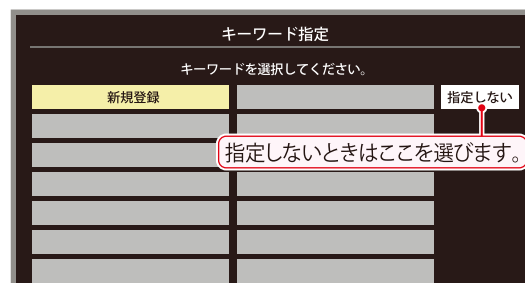 キーワード指定
キーワードを選択してください。
新規登録
指定しない
指定しないときはここを選びます。